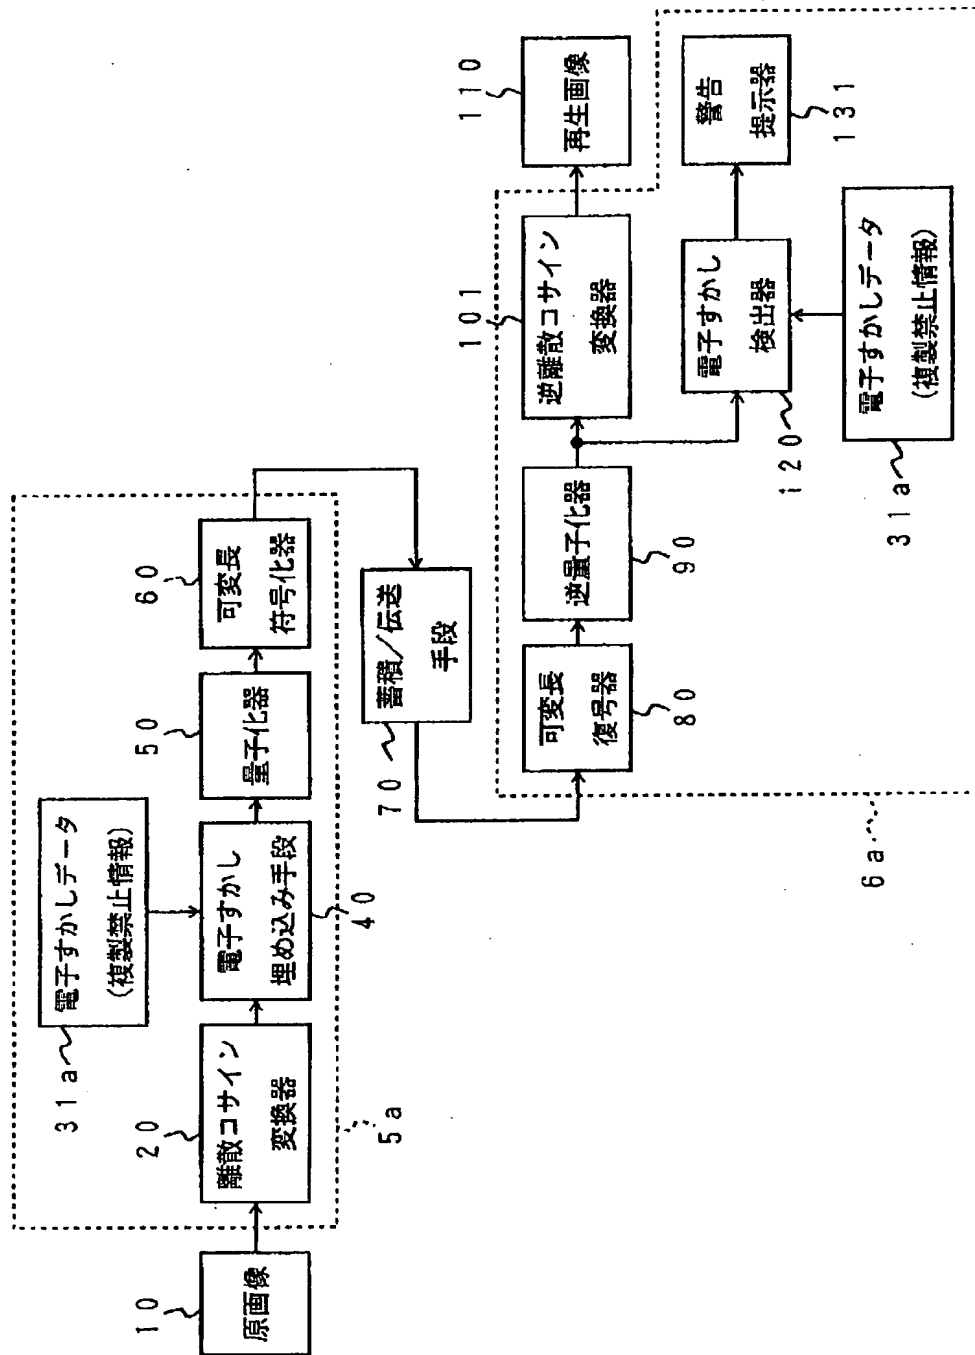 10
原画像
20
離散コサイン
変換器
31a
電子すかしデータ
(複製禁止情報)
電子すかし
埋め込み手段
40
50
量子化器
60
可変長
符号化器
5a
70
蓄積/伝送
手段
可変長
復号器
80
逆量子化器
90
101
逆離散コサイン
変換器
110
再生画像
電子すかし
検出器
120
警告
提示器
131
電子すかしデータ
(複製禁止情報)
31a
6a